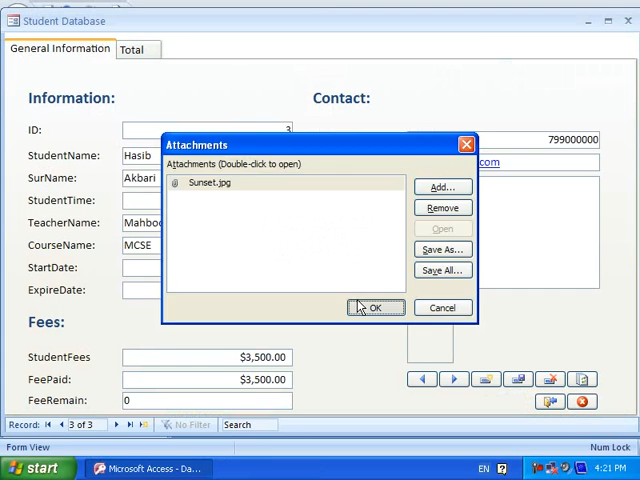 Student Database
General Information
Total
Information:
Contact:
ID:
3
StudentName:
Hasib
SurName:
Akbari
StudentTime:
TeacherName:
Mahboo
CourseName:
MCSE
StartDate:
ExpireDate:
799000000
com
Attachments
Attachments (Double-click to open)
Sunset.jpg
Add...
Remove
Open
Save As...
Save All...
OK
Cancel
Fees:
StudentFees
$3,500.00
FeePaid:
$3,500.00
FeeRemain:
0
Record:
3 of 3
No Filter
Search
Form View
Num Lock
start
Microsoft Access - Da...
EN
4:21 PM